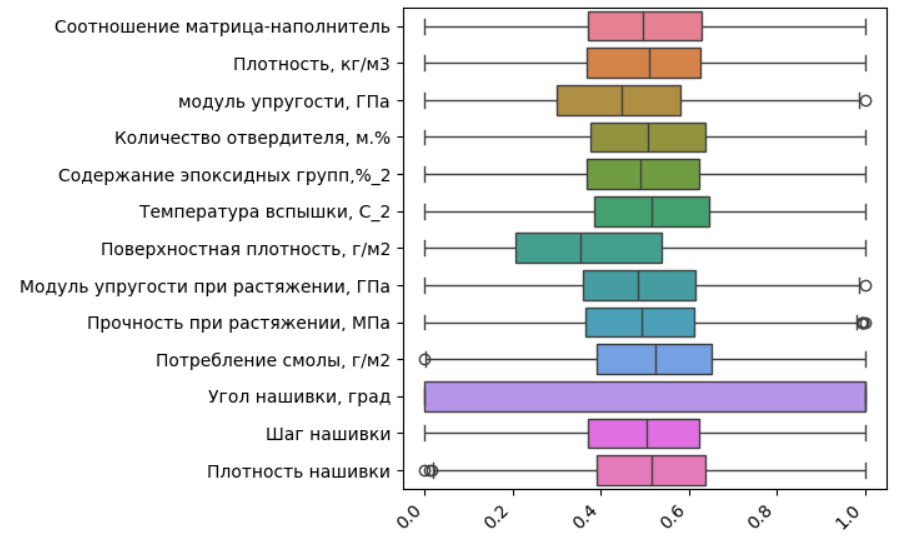 Соотношение матрица-наполнитель
Плотность, кг/м3
модуль упругости, ГПа
Количество отвердителя, м.%
Содержание эпоксидных групп,%_2
Температура вспышки, С_2
Поверхностная плотность, г/м2
Модуль упругости при растяжении, ГПа
Прочность при растяжении, МПа
Потребление смолы, г/м2
Угол нашивки, град
Шаг нашивки
Плотность нашивки
0.0 0.2 0.4 0.6 0.8 1.0